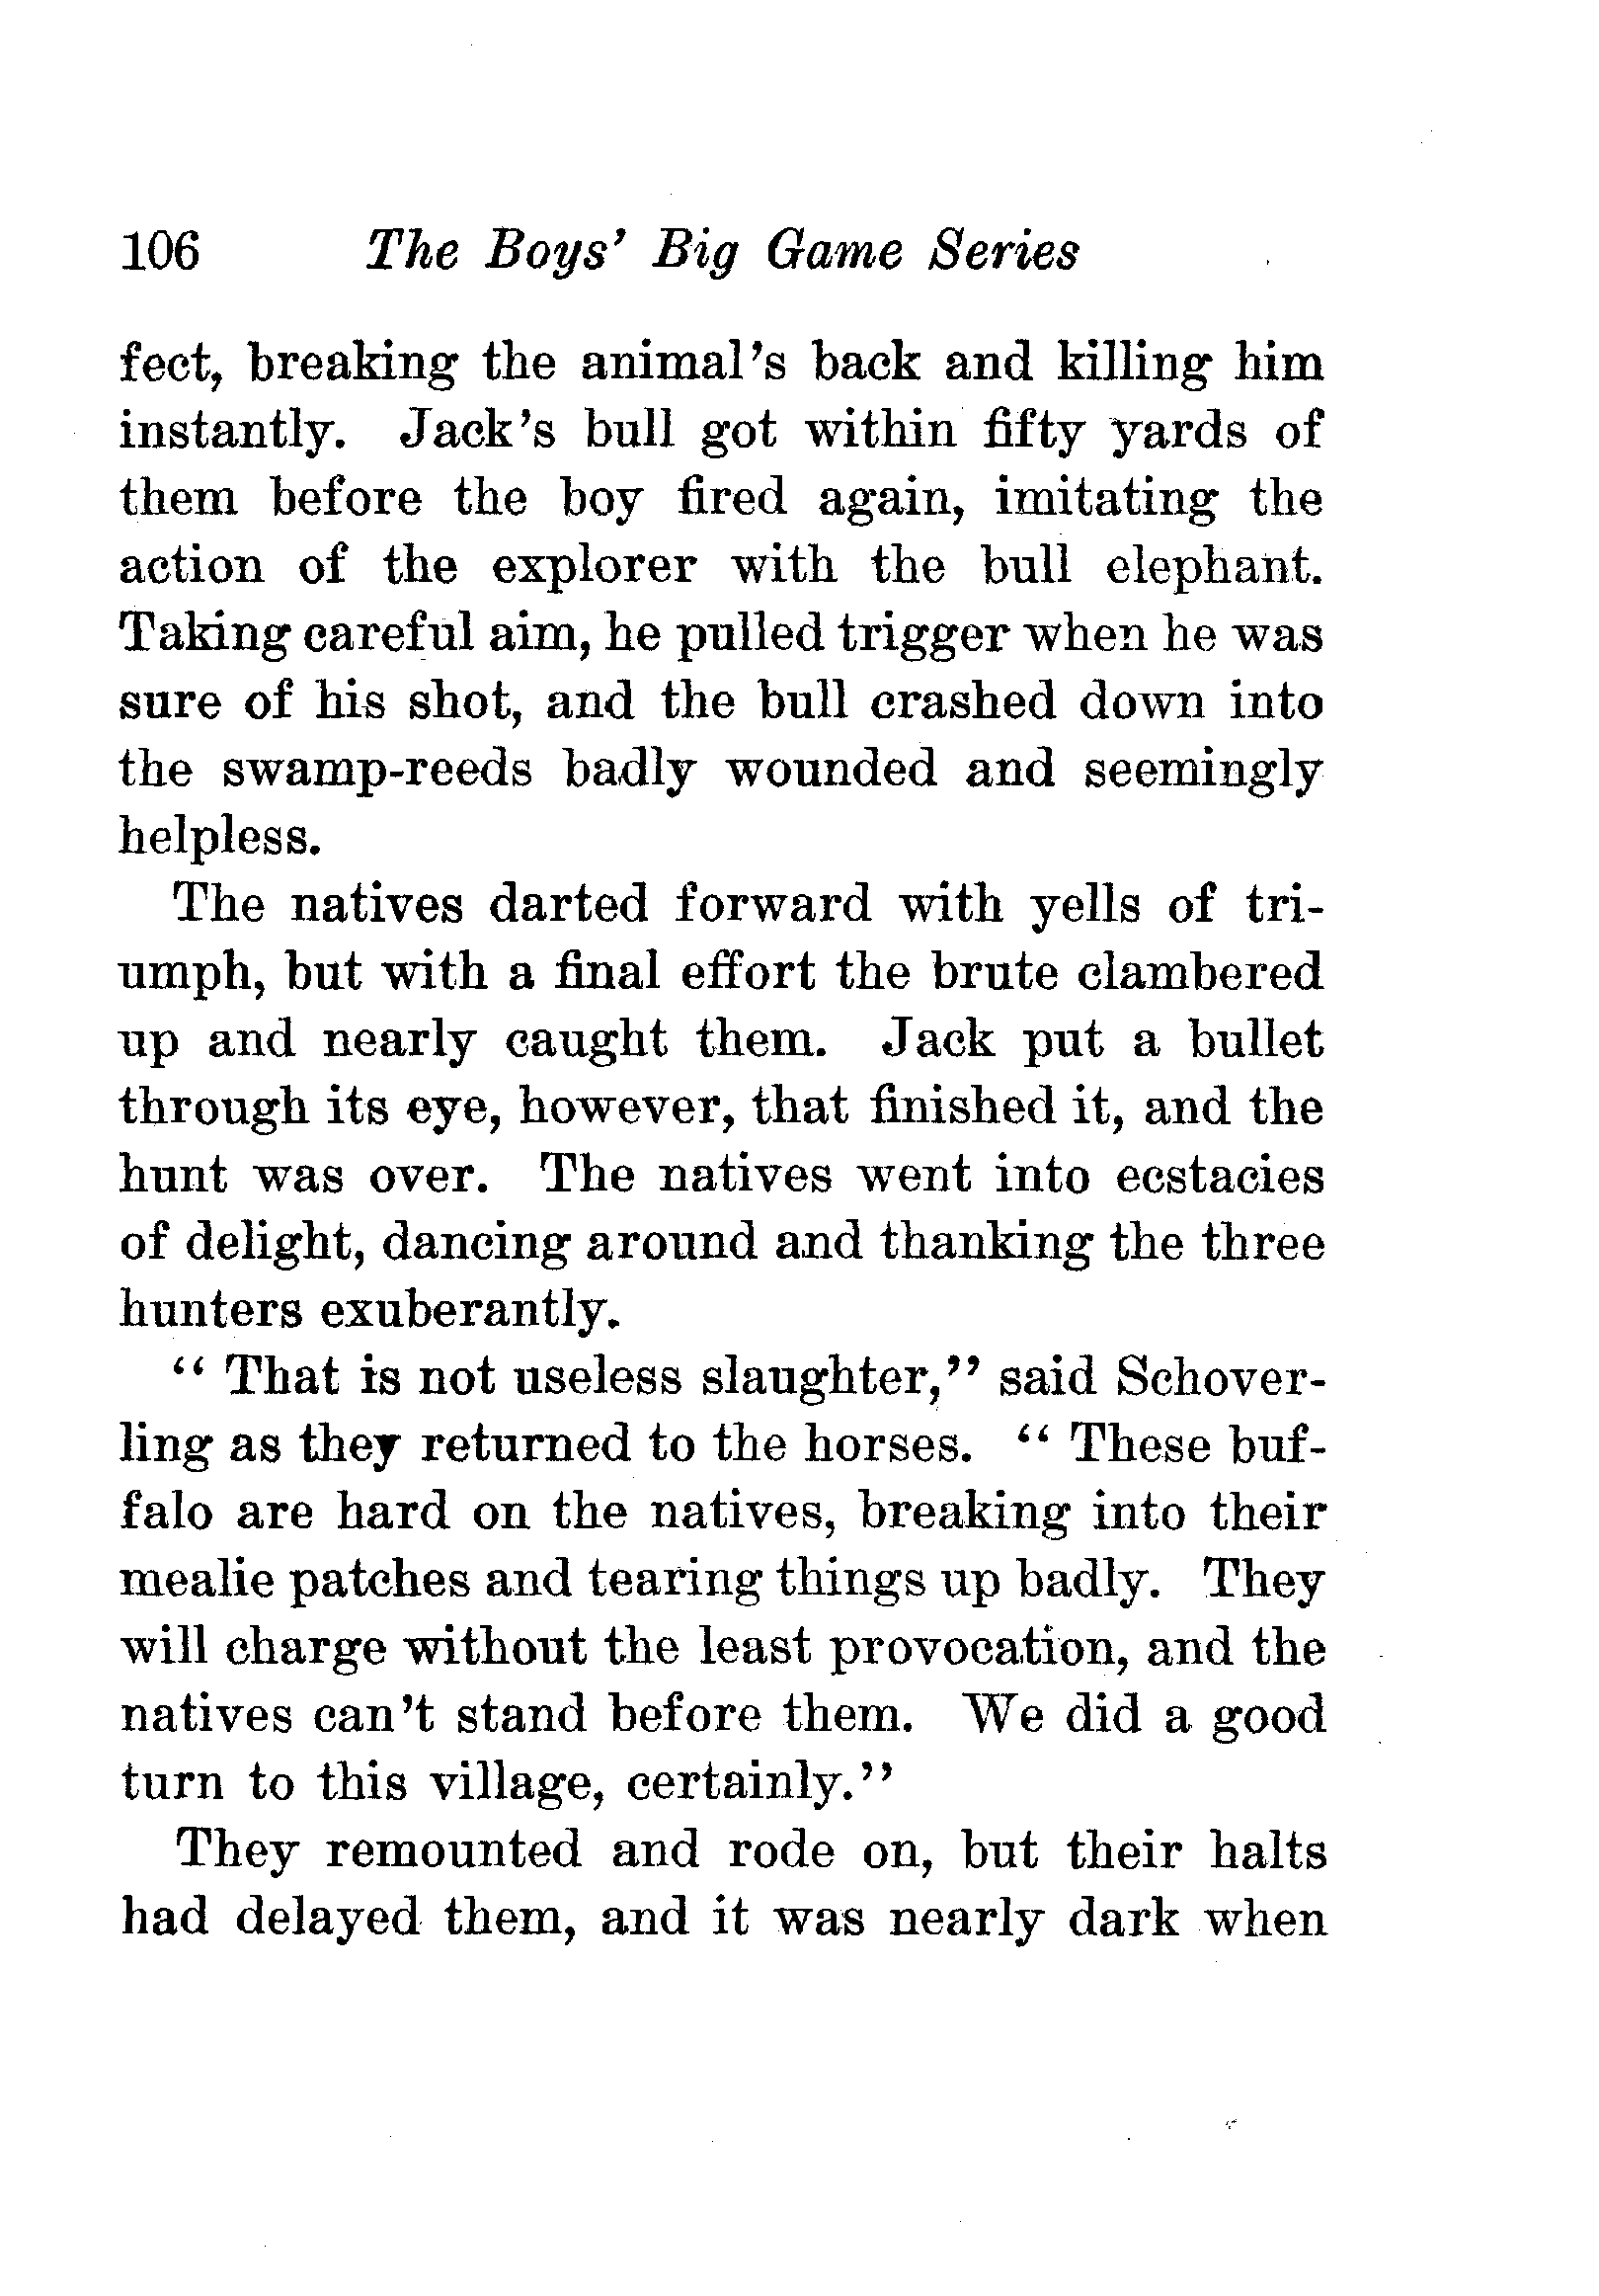 106 The Boys' Big Game Series
fect, breaking the animal's back and killing him
instantly. Jack's bull got within fifty yards of
them before the boy fired again, imitating the
action of the explorer with the bull elephant.
Taking careful aim, he pulled trigger when he was
sure of his shot, and the bull crashed down into
the swamp-reeds badly wounded and seemingly
helpless.
The natives darted forward with yells of tri-
umph, but with a final effort the brute clambered
up and nearly caught them. Jack put a bullet
through its eye, however, that finished it, and the
hunt was over. The natives went into ecstacies
of delight, dancing around and thanking the three
hunters exuberantly.
"That is not useless slaughter," said Schover-
ling as they returned to the horses. "These buf-
falo are hard on the natives, breaking into their
mealie patches and tearing things up badly. They
will charge without the least provocation, and the
natives can't stand before them. We did a good
turn to this village, certainly."
They remounted and rode on, but their halts
had delayed them, and it was nearly dark when